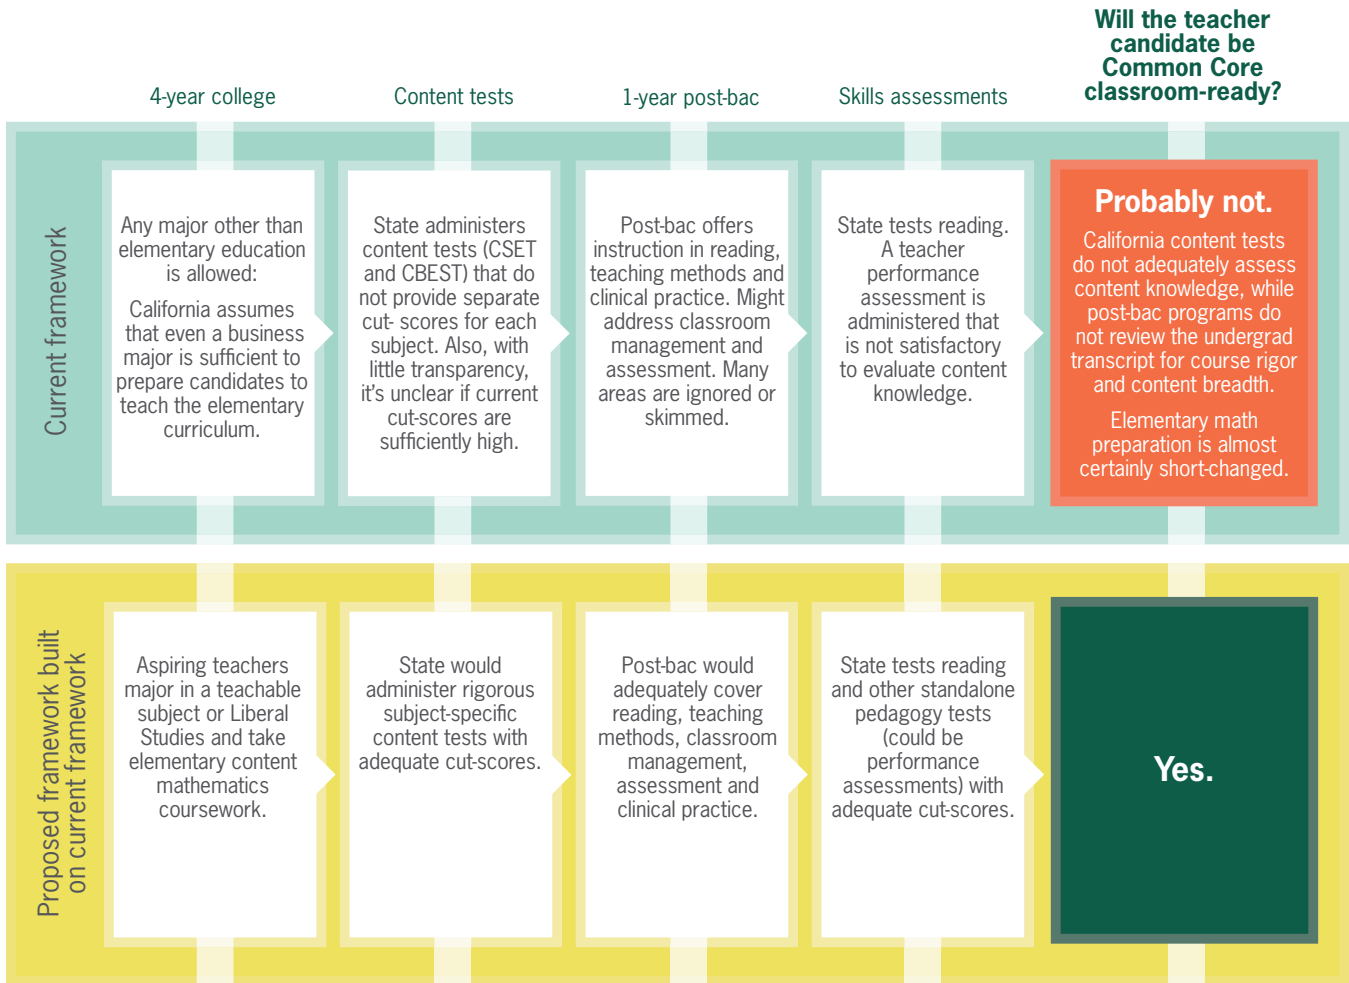 Will the teacher
candidate be
Common Core
classroom-ready?
4-year college
Content tests
1-year post-bac
Skills assessments
Current framework
Any major other than
elementary education
is allowed:
California assumes
that even a business
major is sufficient to
prepare candidates to
teach the elementary
curriculum.
State administers
content tests (CSET
and CBEST) that do
not provide separate
cut- scores for each
subject. Also, with
little transparency,
it's unclear if current
cut-scores are
sufficiently high.
Post-bac offers
instruction in reading,
teaching methods and
clinical practice. Might
address classroom
management and
assessment. Many
areas are ignored or
skimmed.
State tests reading.
A teacher
performance
assessment is
administered that
is not satisfactory
to evaluate content
knowledge.
Probably not.
California content tests
do not adequately assess
content knowledge, while
post-bac programs do
not review the undergrad
transcript for course rigor
and content breadth.
Elementary math
preparation is almost
certainly short-changed.
Proposed framework built
on current framework
Aspiring teachers
major in a teachable
subject or Liberal
Studies and take
elementary content
mathematics
coursework.
State would
administer rigorous
subject-specific
content tests with
adequate cut-scores.
Post-bac would
adequately cover
reading, teaching
methods, classroom
management,
assessment and
clinical practice.
State tests reading
and other standalone
pedagogy tests
(could be
performance
assessments) with
adequate cut-scores.
Yes.